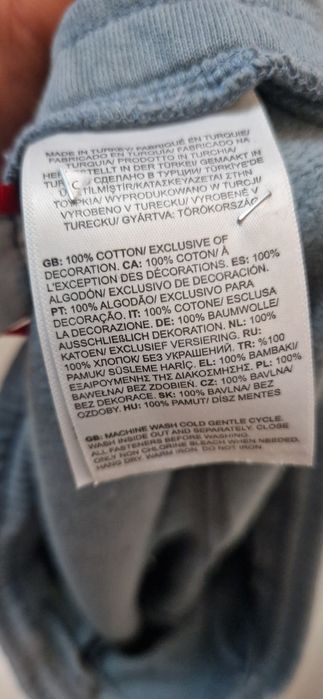 MADE IN TURKEY/ FABRIQUÉ EN TURQUIE/
FABRICADO EN TURQUÍA/ FABRICADO NA
TURQUIA/ PRODOTTO IN TURCHIA/
HERGESTELLT IN DER TÜRKEI/ GEMAAKT IN
СДЕЛАНО В ТУРЦИИ/ TÜRKİYE'DE
ÜRETİLMİŞTİR/ ΚΑΤΑΣΚΕΥΑΖΕΤΑΙ ΣΤΗΝ
WYPRODUKOWANO W TURCJI/
VYROBENO V TURECKU/ VYROBENÉ V
TURECKU/ GYÁRTVA: TÖRÖKORSZÁG
GB: 100% COTTON/ EXCLUSIVE OF
DECORATION. CA: 100% COTON/ À
L'EXCEPTION DES DÉCORATIONS. ES: 100%
ALGODÓN/ EXCLUSIVO DE DECORACIÓN.
PT: 100% ALGODÃO/ EXCLUSIVO PARA
DECORAÇÃO. IT: 100% COTONE/ ESCLUSA
LA DECORAZIONE. DE: 100% BAUMWOLLE/
AUSSCHLIEßLICH DEKORATION. NL: 100%
KATOEN/ EXCLUSIEF VERSIERING. RU:
100% ХЛОПОК/ БЕЗ УКРАШЕНИЙ. TR: %100
PAMUK/ SÜSLEME HARİÇ. EL: 100% ΒΑΜΒΑΚΙ/
ΕΞΑΙΡΟΥΜΕΝΗΣ ΤΗΣ ΔΙΑΚΟΣΜΗΣΗΣ. PL: 100%
BAWEŁNA/ BEZ ZDOBIEŃ. CZ: 100% BAVLNA/
BEZ DEKORACE. SK: 100% BAVLNA/ BEZ
OZDOBY. HU: 100% PAMUT/ DÍSZ MENTES
GB: MACHINE WASH COLD GENTLE CYCLE.
WASH INSIDE OUT AND SEPARATELY. CLOSE
ALL FASTENERS BEFORE WASHING.
ONLY NON CHLORINE BLEACH WHEN NEEDED.
HANG DRY. WARM IRON. DO NOT IRON